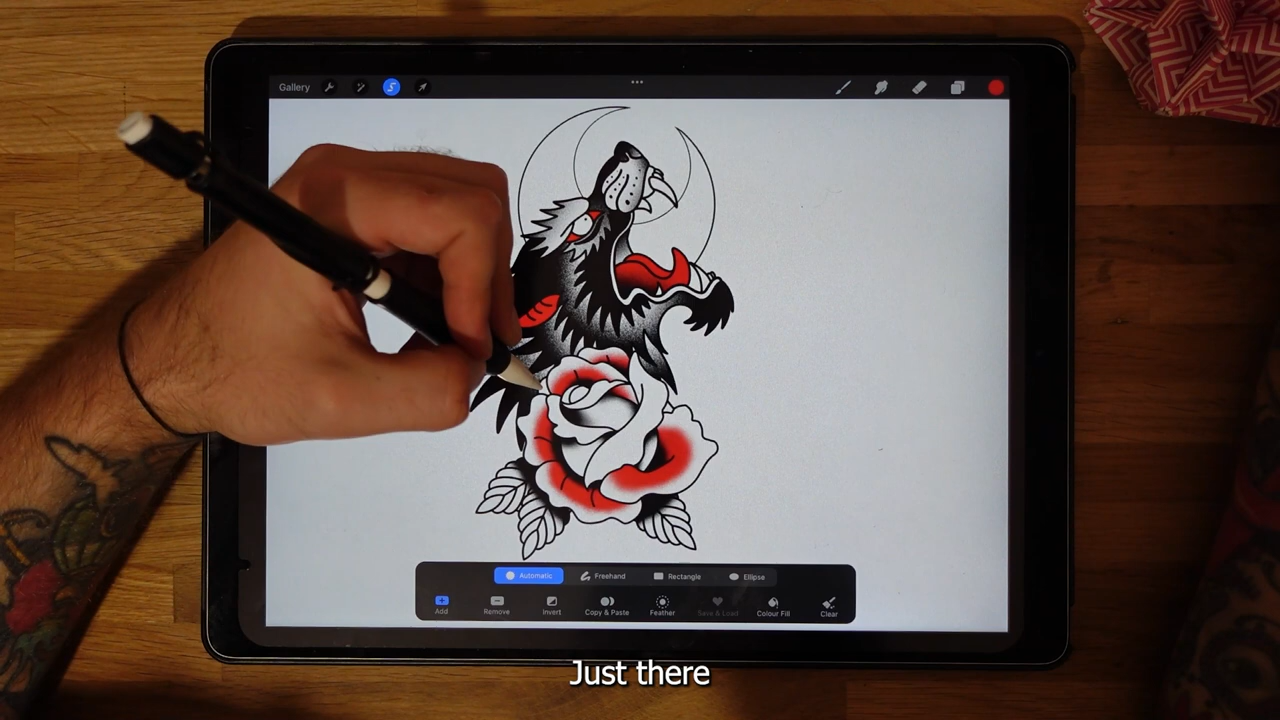 Gallery
Automatic
Freehand
Rectangle
Ellipse
Add
Remove
Invert
Copy & Paste
Feather
Save & Load
Colour Fill
Clear
Just there